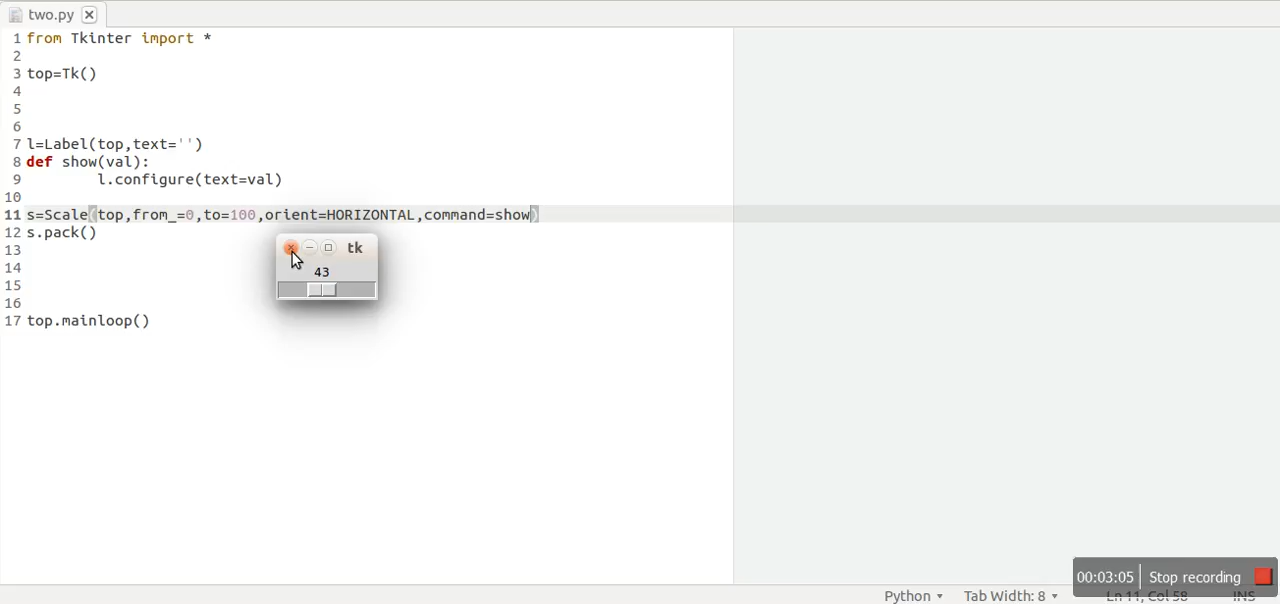 two.py
1 from Tkinter import *
2
3 top=Tk()
4
5
6
7 l=Label(top,text='')
8 def show(val):
9 l.configure(text=val)
10
11 s=Scale(top,from_=0,to=100,orient=HORIZONTAL,command=show)
12 s.pack()
13
14
15
16
17 top.mainloop()
tk
43
00:03:05 Stop recording
Python Tab Width: 8 Ln 11, Col 58 INS